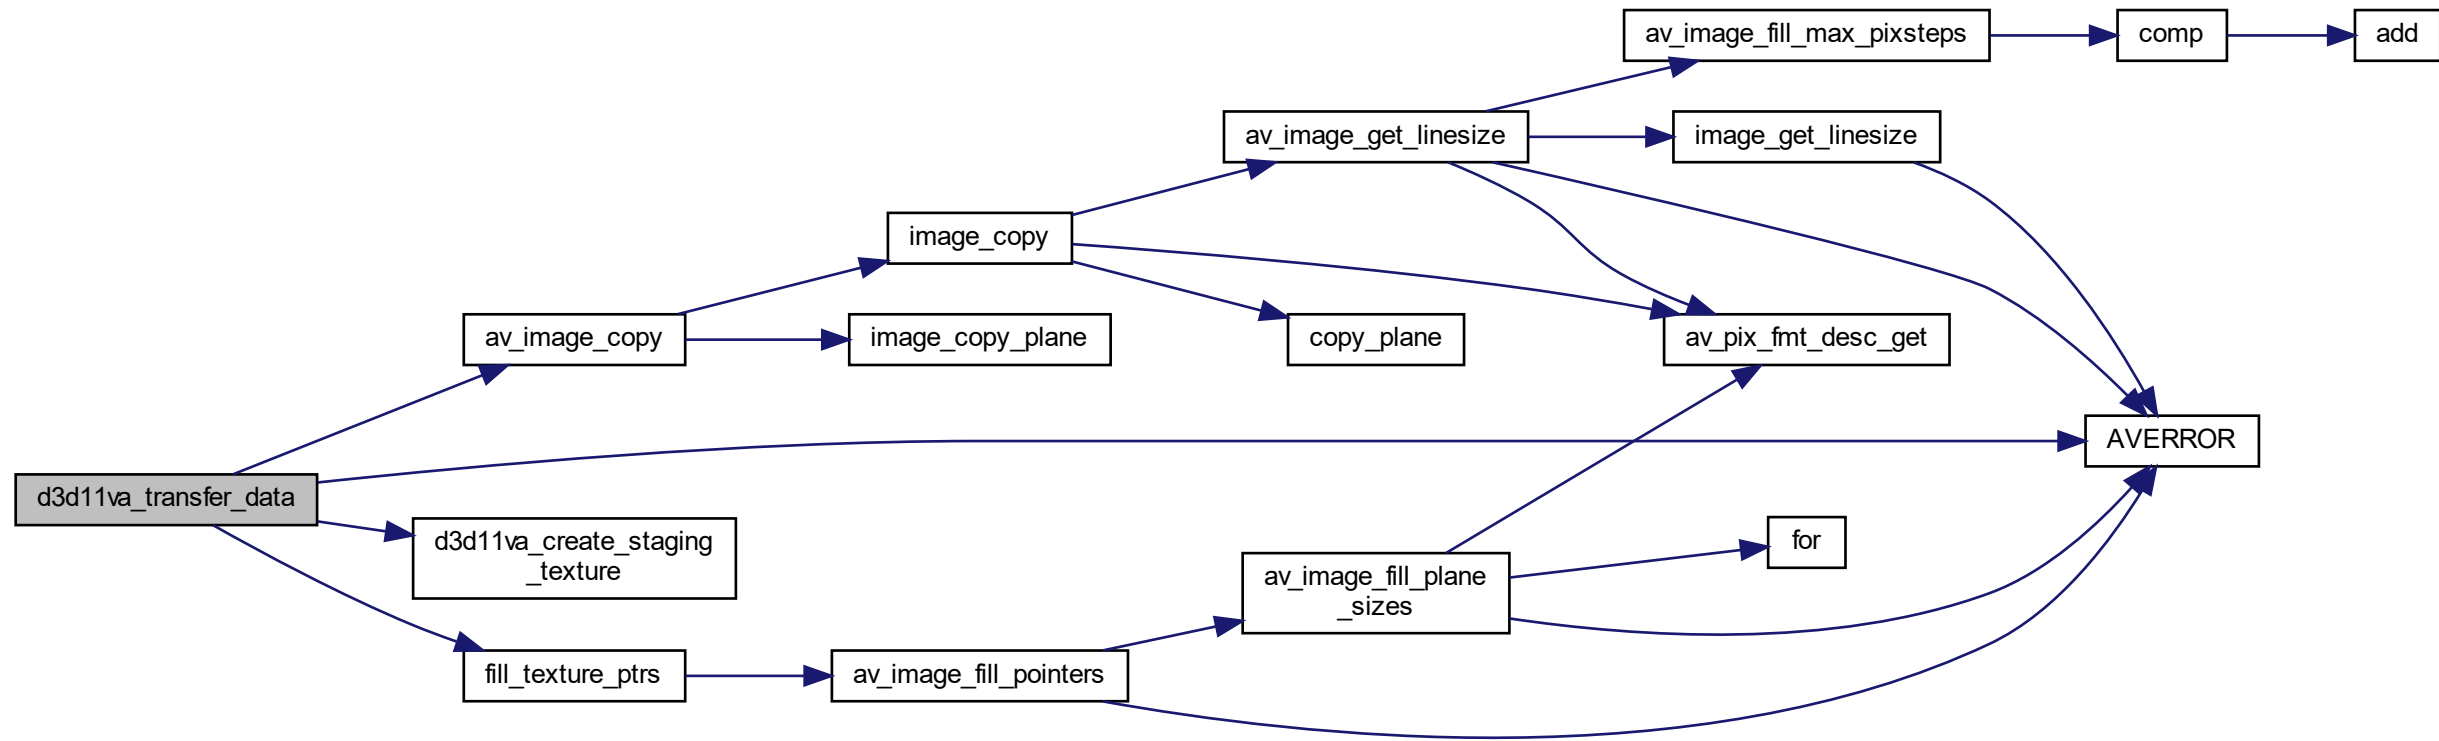 av_image_fill_max_pixsteps
comp
add
av_image_get_linesize
image_get_linesize
image_copy
av_image_copy
image_copy_plane
copy_plane
av_pix_fmt_desc_get
AVERROR
d3d11va_transfer_data
d3d11va_create_staging
_texture
for
av_image_fill_plane
_sizes
fill_texture_ptrs
av_image_fill_pointers